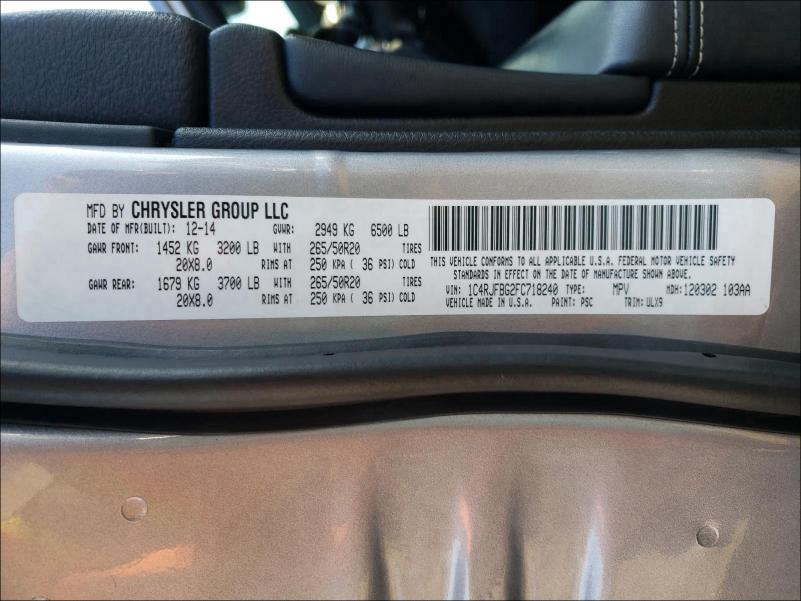 MFD BY CHRYSLER GROUP LLC
DATE OF MFR(BUILT): 12-14 GVWR: 2949 KG 6500 LB
GAWR FRONT: 1452 KG 3200 LB WITH 265/50R20 TIRES
20X8.0 RIMS AT 250 KPA ( 36 PSI) COLD
GAWR REAR: 1679 KG 3700 LB WITH 265/50R20 TIRES
20X8.0 RIMS AT 250 KPA ( 36 PSI) COLD
THIS VEHICLE CONFORMS TO ALL APPLICABLE U.S.A. FEDERAL MOTOR VEHICLE SAFETY
STANDARDS IN EFFECT ON THE DATE OF MANUFACTURE SHOWN ABOVE.
VIN: 1C4RJFBG2FC718240 TYPE: MPV MDH: 120302 103AA
VEHICLE MADE IN U.S.A. PAINT: PSC TRIM: ULX9